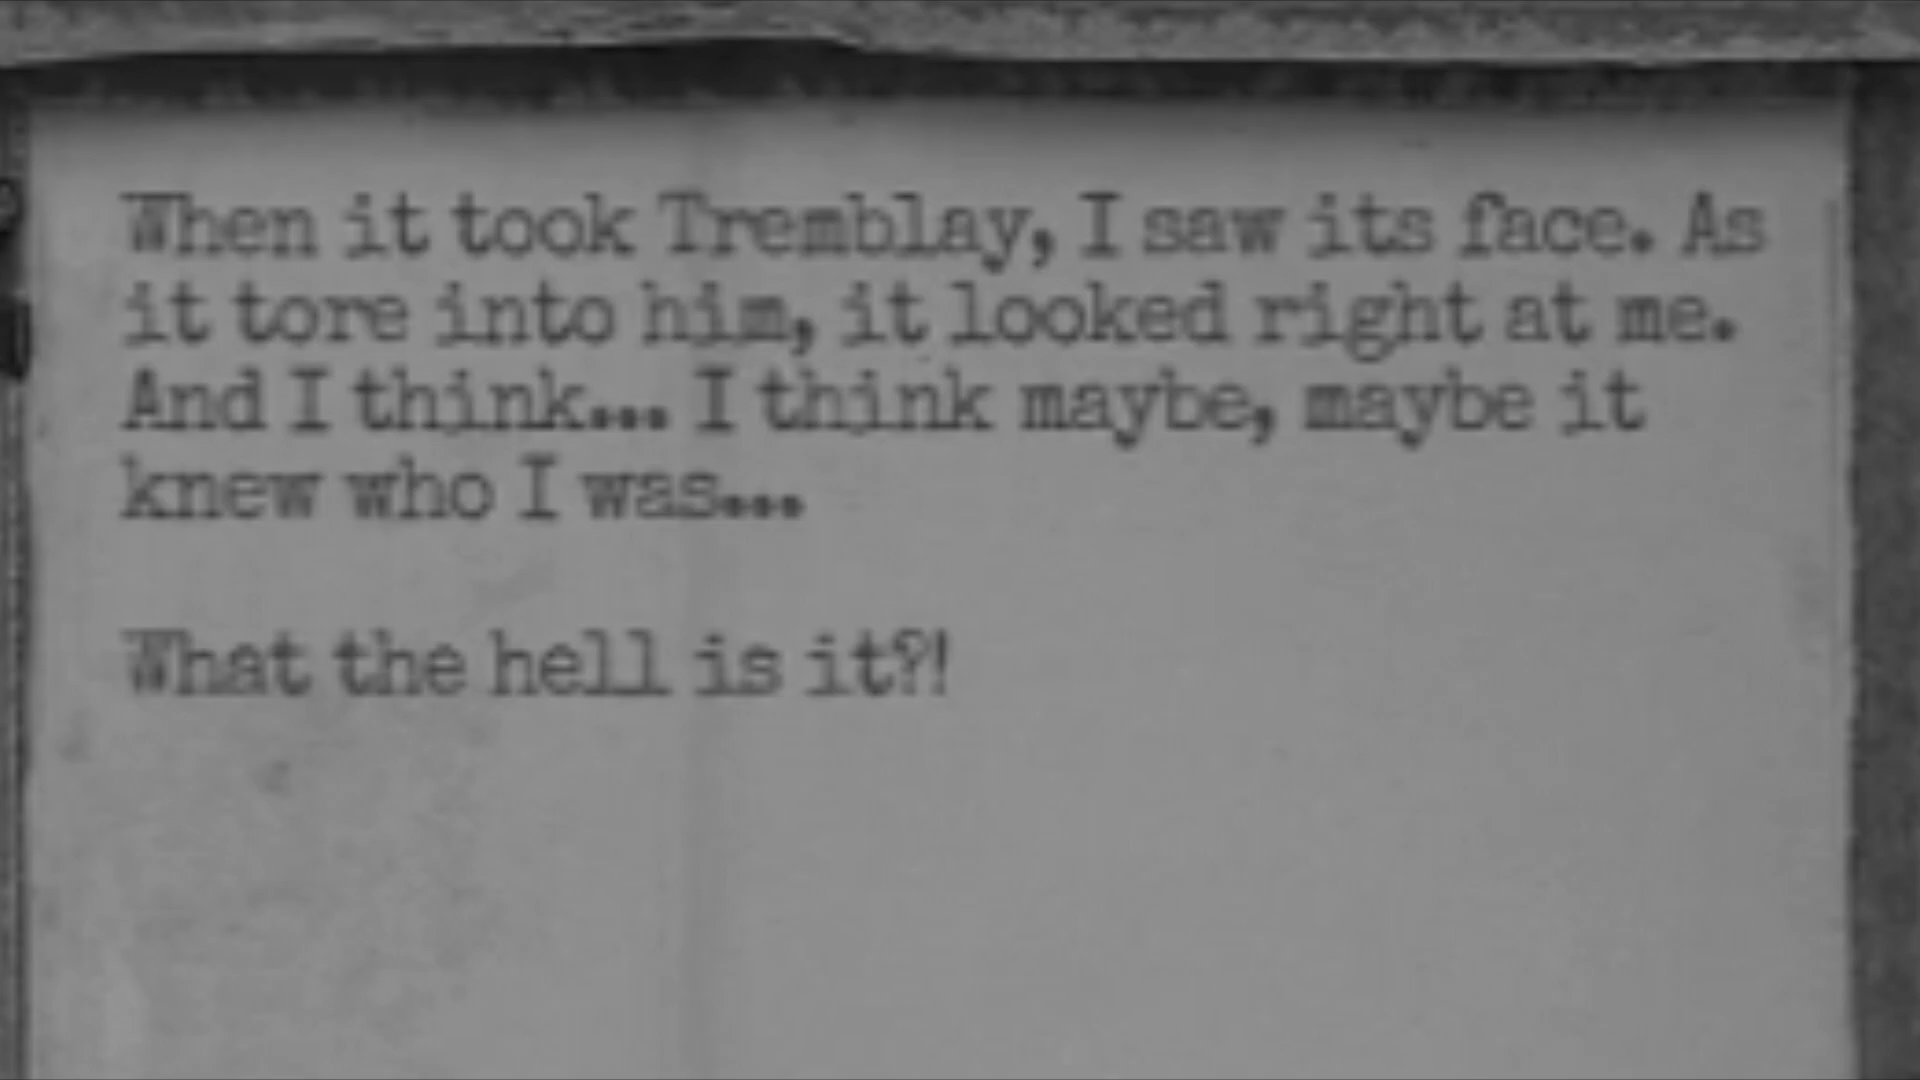 When it took Tremblay, I saw its face. As
it tore into him, it looked right at me.
And I think... I think maybe, maybe it
knew who I was...
What the hell is it?!